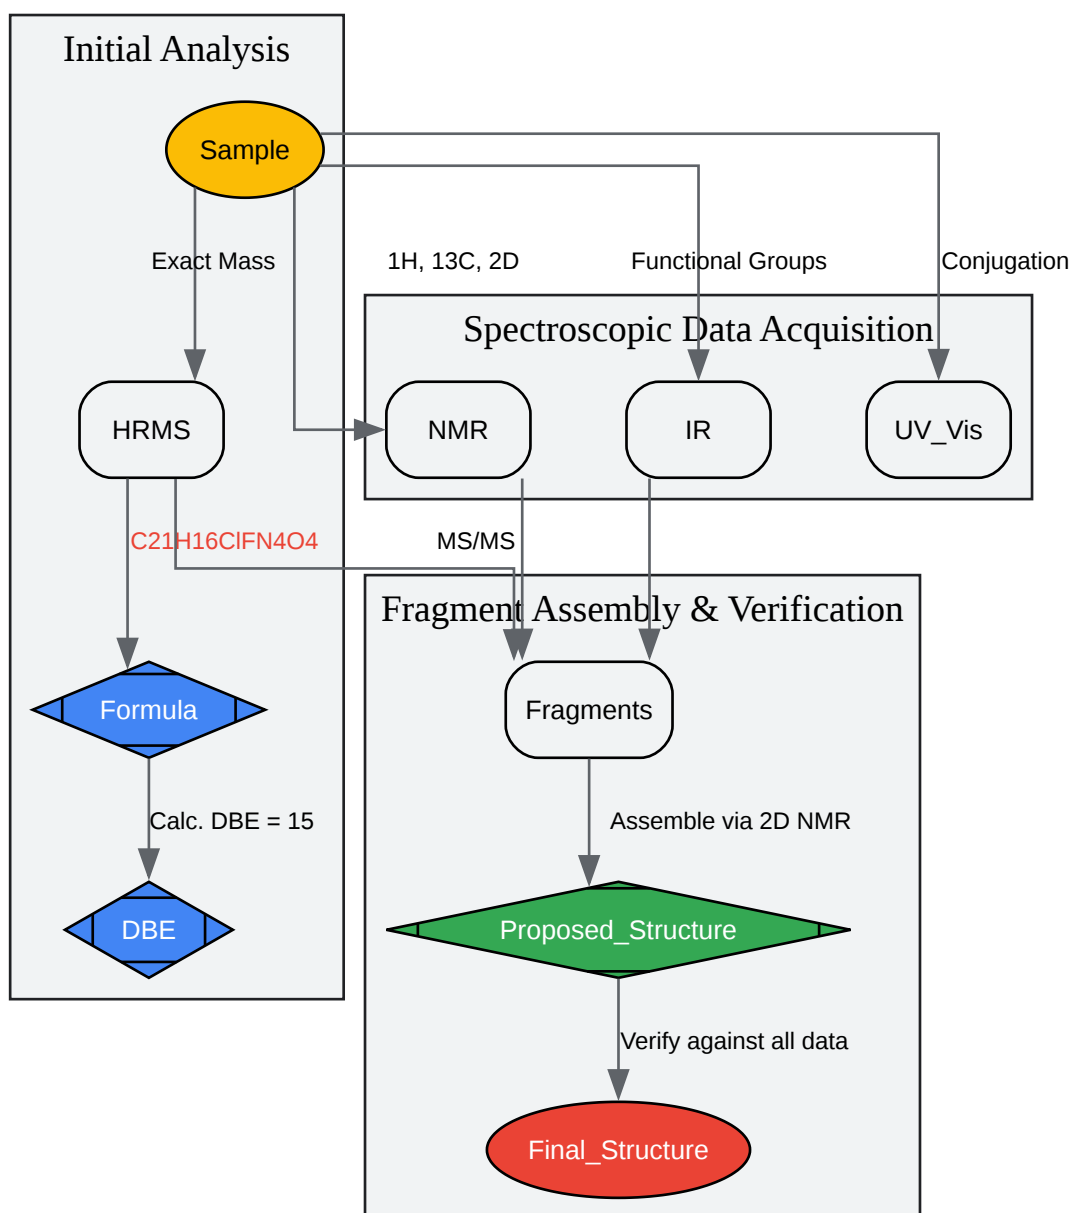 Initial Analysis
Sample
Exact Mass
1H, 13C, 2D
Functional Groups
Conjugation
Spectroscopic Data Acquisition
HRMS
NMR
IR
UV_Vis
C21H16ClFN4O4
MS/MS
Fragment Assembly & Verification
Formula
Fragments
Calc. DBE = 15
Assemble via 2D NMR
DBE
Proposed_Structure
Verify against all data
Final_Structure